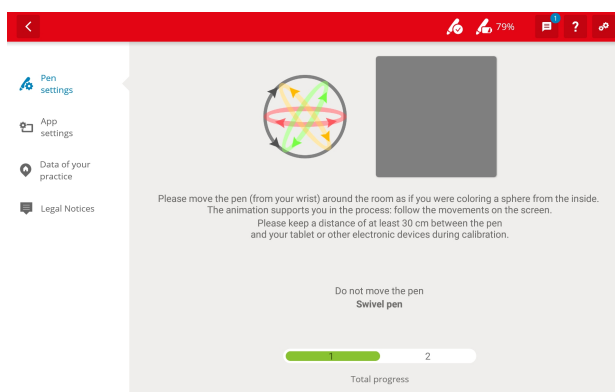 79%
1
?
Pen
settings
App
settings
Data of your
practice
Legal Notices
Please move the pen (from your wrist) around the room as if you were coloring a sphere from the inside.
The animation supports you in the process: follow the movements on the screen.
Please keep a distance of at least 30 cm between the pen
and your tablet or other electronic devices during calibration.
Do not move the pen
Swivel pen
1 2
Total progress